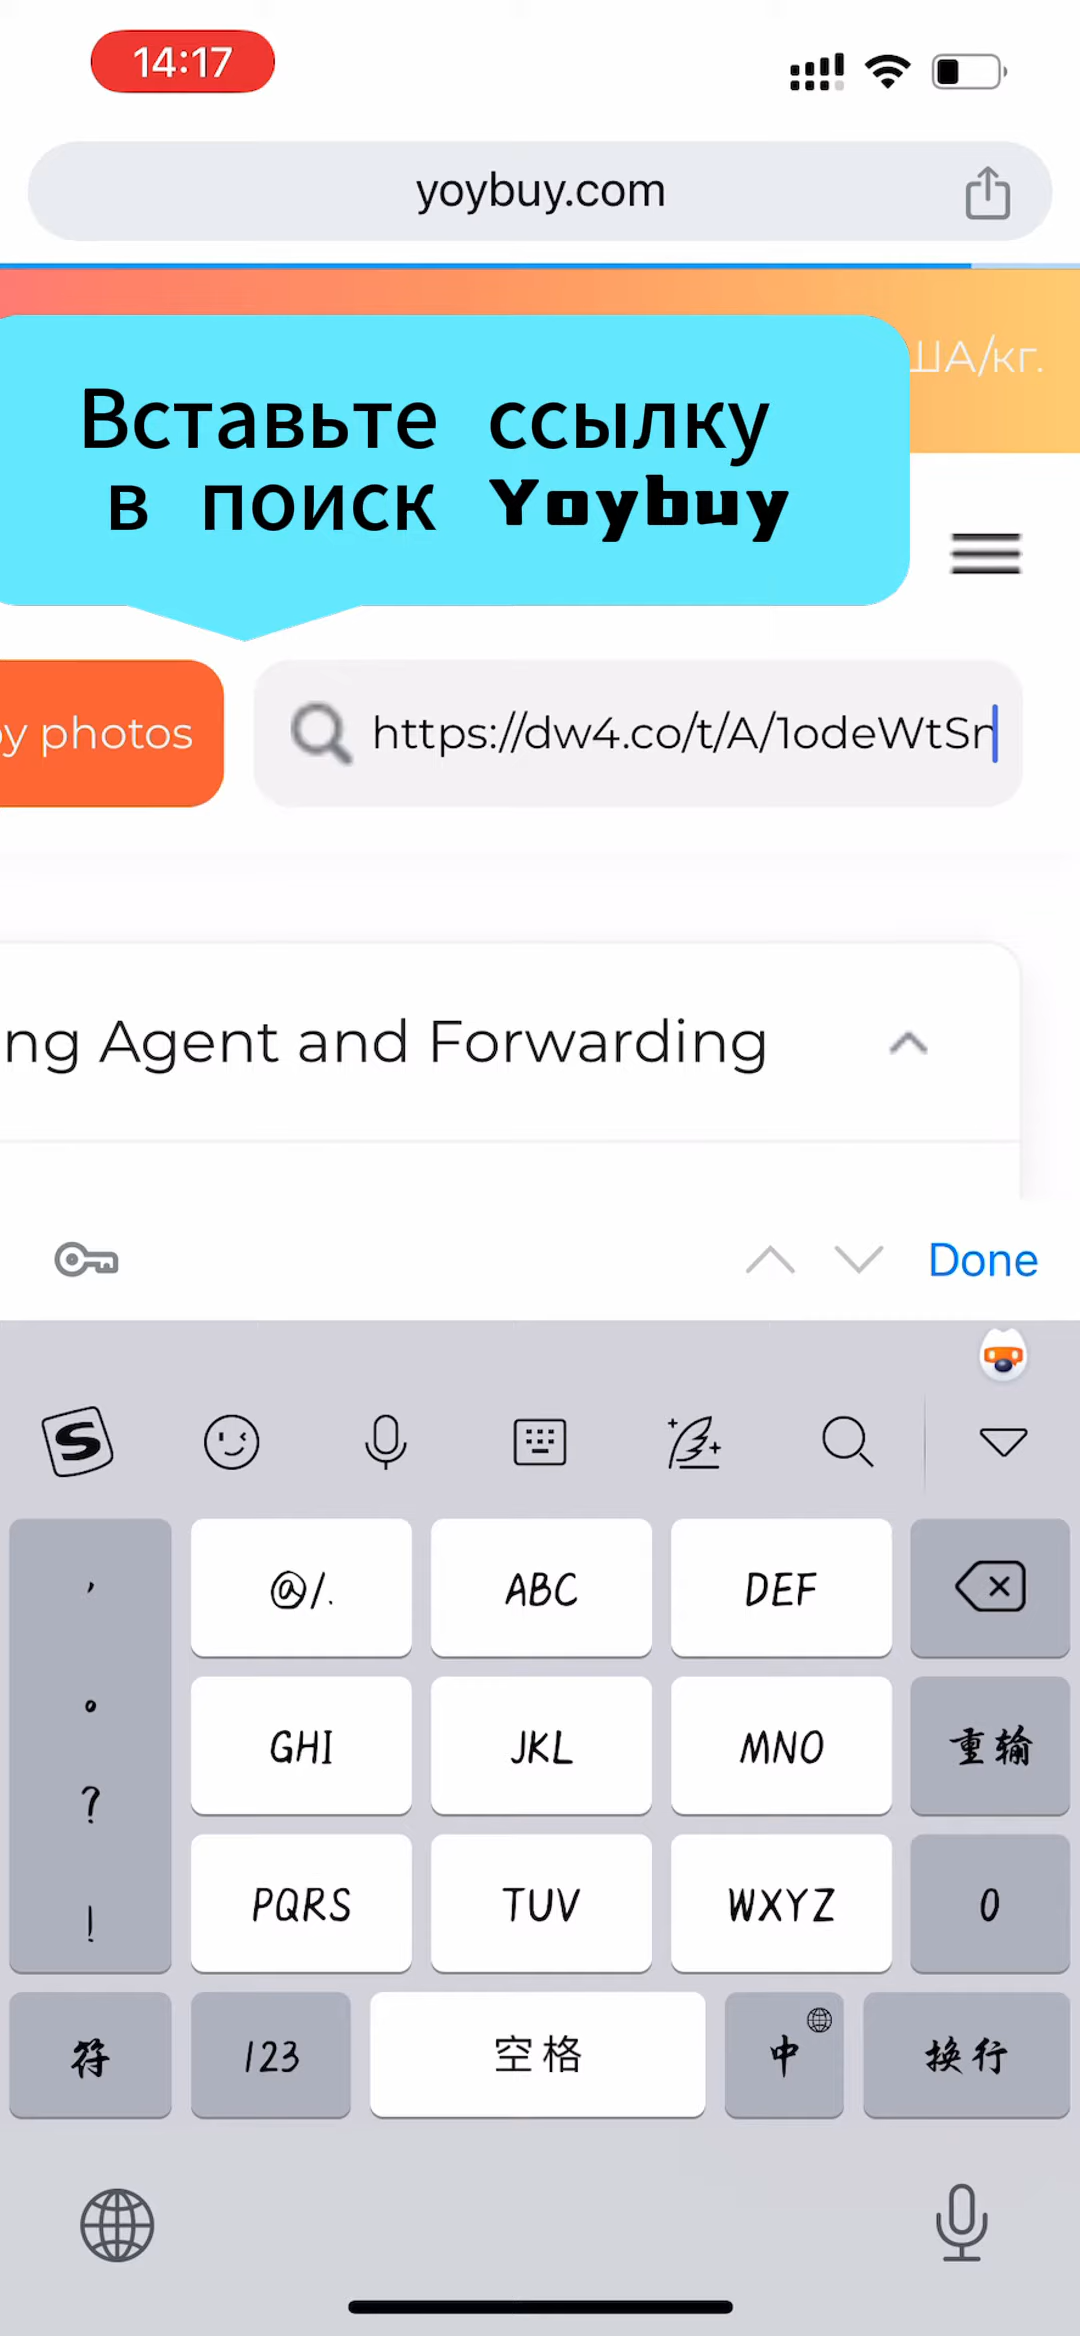 14:17
yoybuy.com
ША/кг.
Вставьте ссылку
в поиск Yoybuy
by photos
https://dw4.co/t/A/1odeWtSn
ng Agent and Forwarding
Done
S
,
@/.
ABC
DEF
。
GHI
JKL
MNO
重输
?
PQRS
TUV
WXYZ
0
!
符
123
空格
中
换行